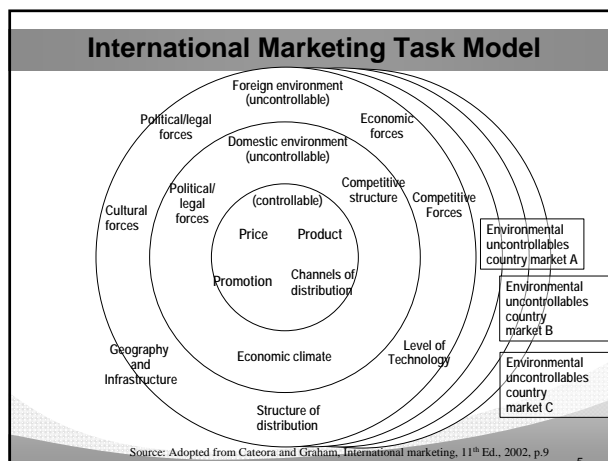 International Marketing Task Model
Foreign environment
(uncontrollable)
Political/legal
forces
Economic
forces
Domestic environment
(uncontrollable)
Political/
legal
forces
Competitive
structure
Cultural
forces
Competitive
Forces
(controllable)
Price
Product
Promotion
Channels of
distribution
Environmental
uncontrollables
country market A
Environmental
uncontrollables
country
market B
Environmental
uncontrollables
country
market C
Economic climate
Geography
and
Infrastructure
Level of
Technology
Structure of
distribution
Source: Adopted from Cateora and Graham, International marketing, 11th Ed., 2002, p.9
5